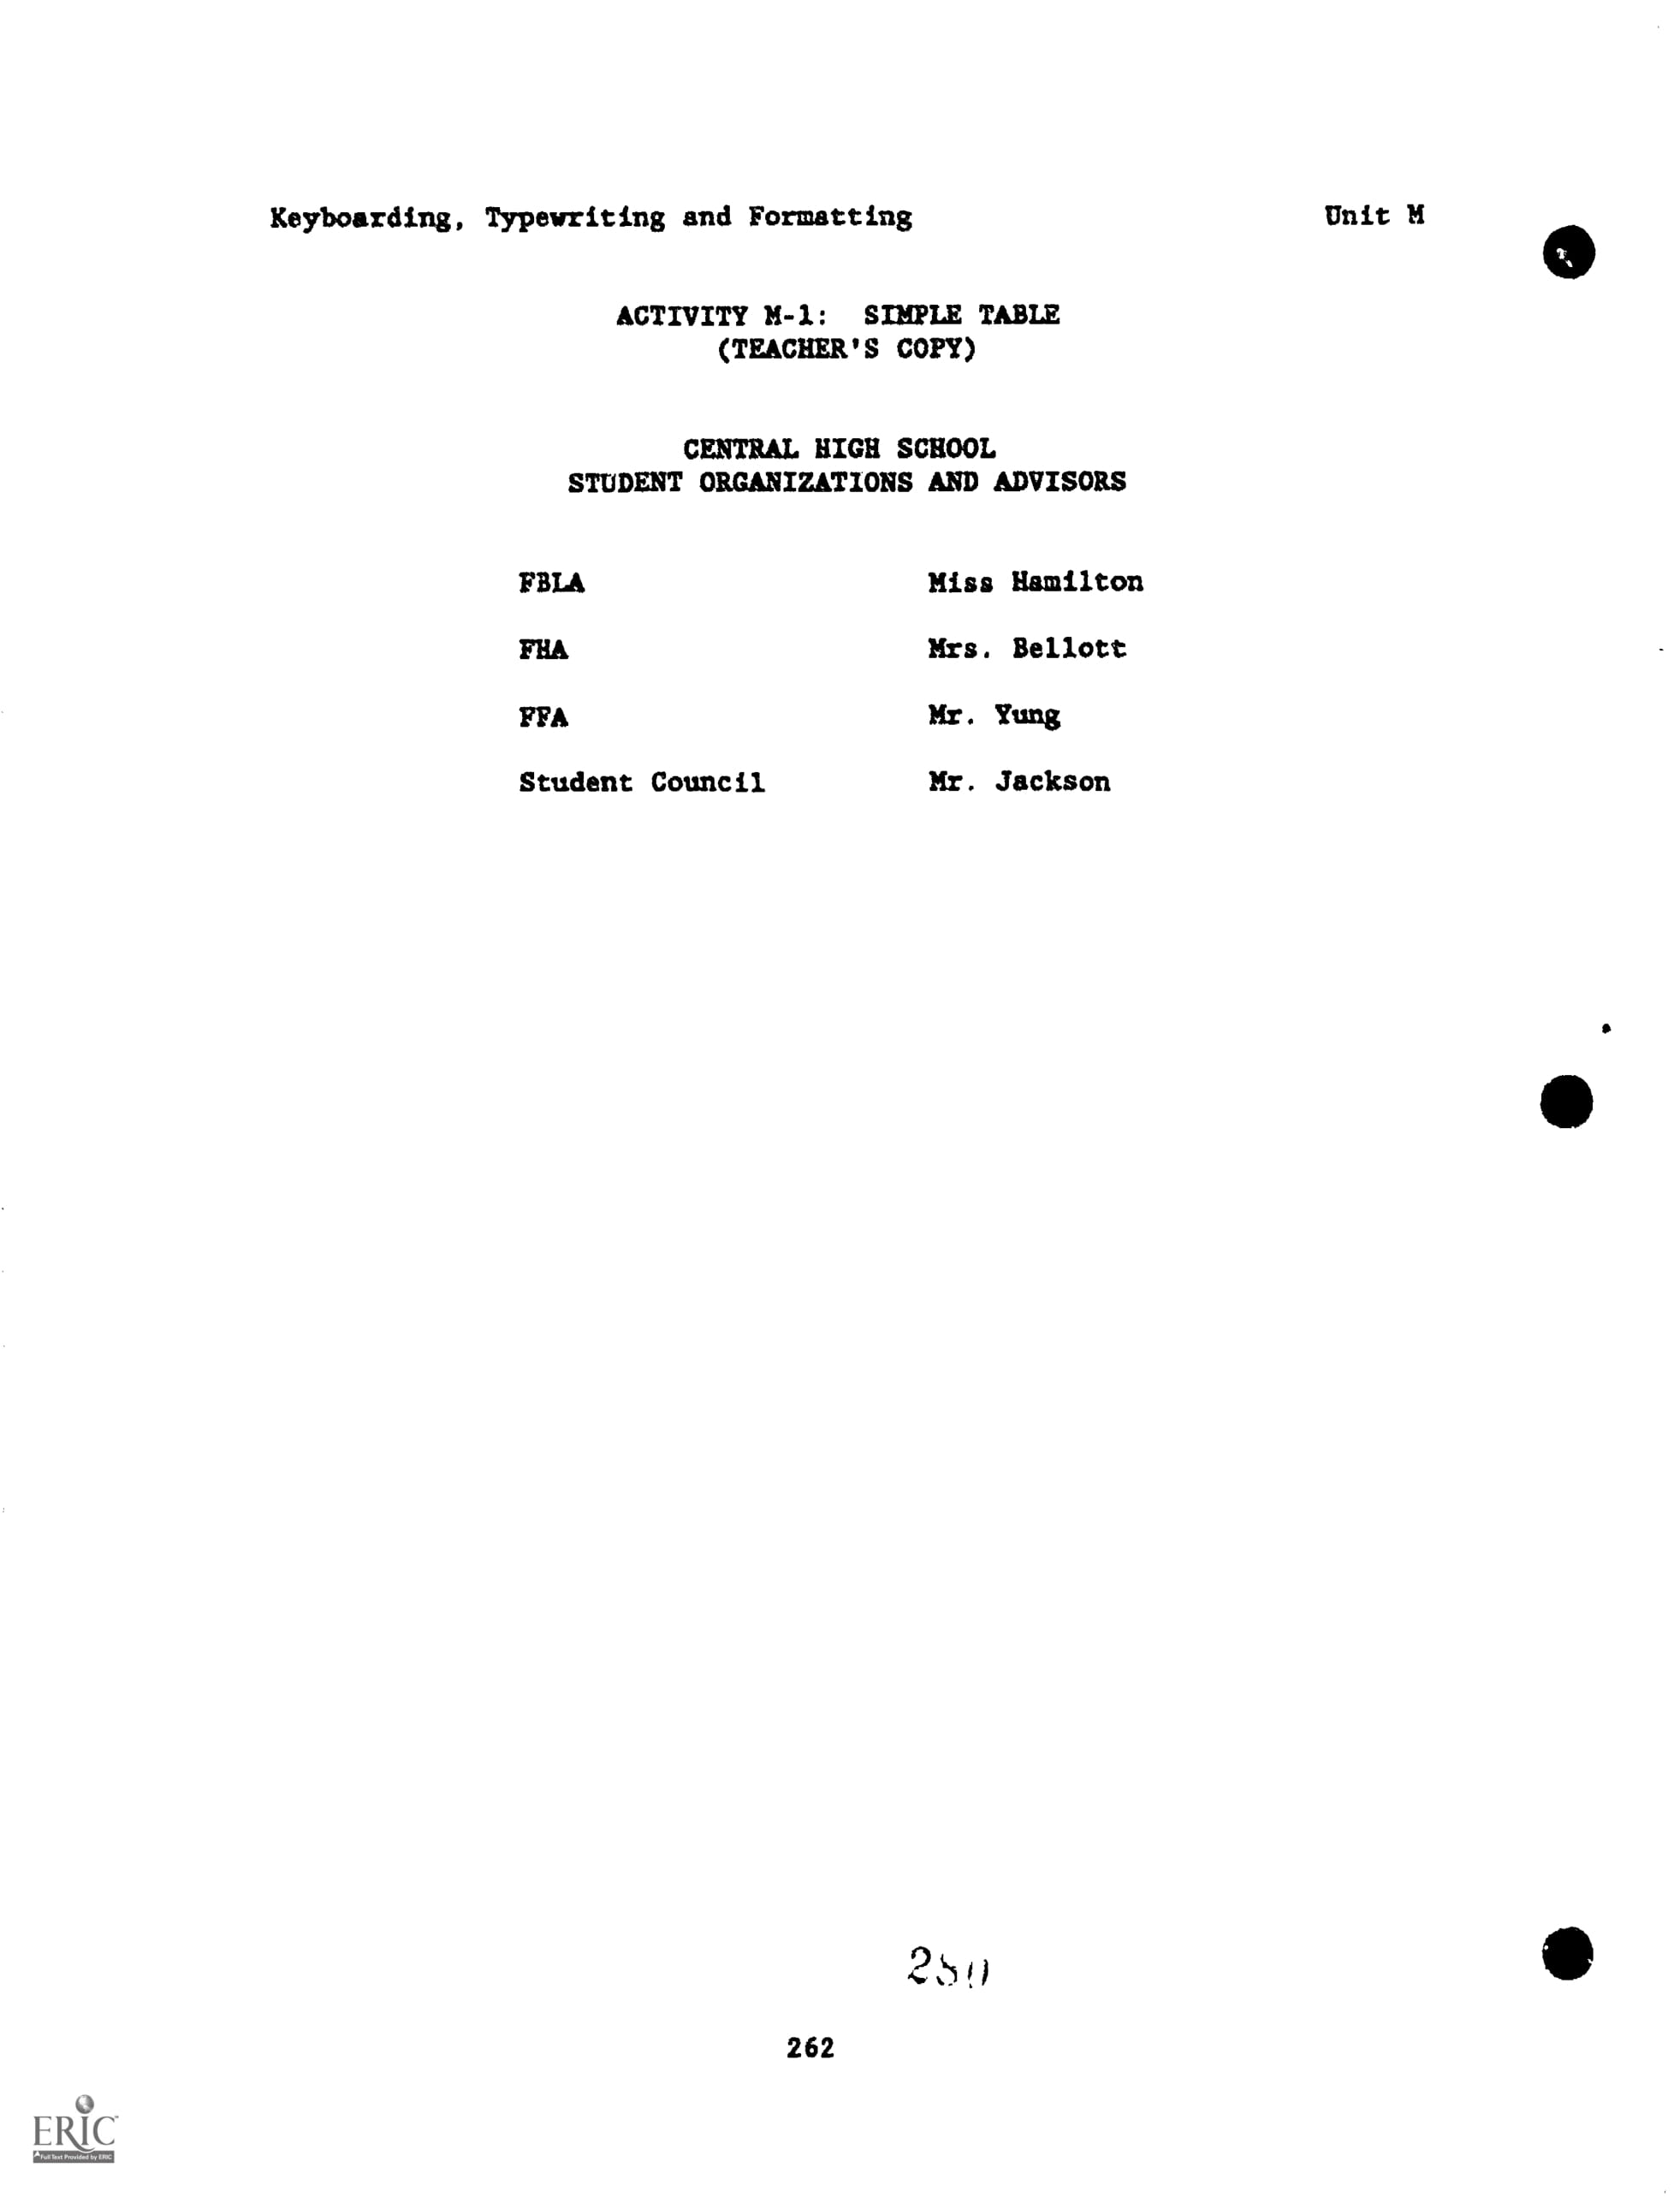 Keyboarding, Typewriting and Formatting Unit M
ACTIVITY M-1: SIMPLE TABLE
(TEACHER'S COPY)
CENTRAL HIGH SCHOOL
STUDENT ORGANIZATIONS AND ADVISORS
FBLA Miss Hamilton
FHA Mrs. Bellott
FFA Mr. Yung
Student Council Mr. Jackson
280
262
ERIC
Full Text Provided by ERIC